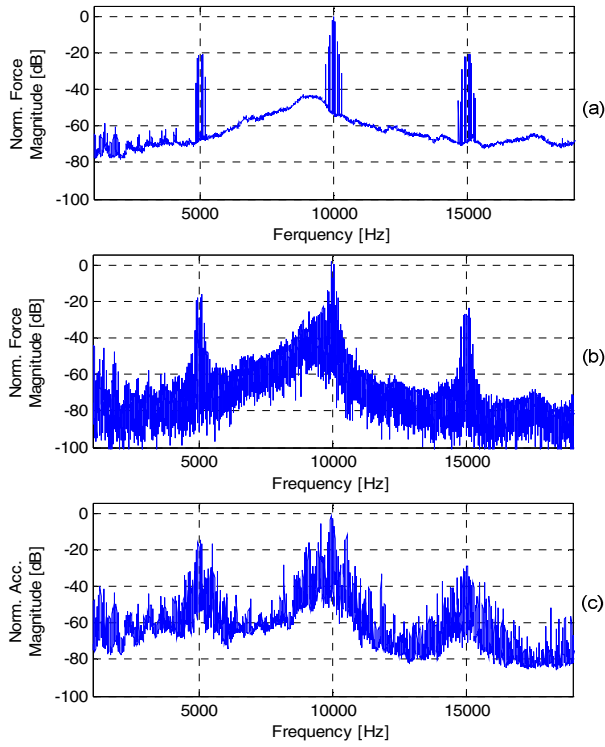 0
-20
-40
-60
-80
-100
Norm. Force
Magnitude [dB]
5000 10000 15000
Ferquency [Hz]
(a)
0
-20
-40
-60
-80
-100
Norm. Force
Magnitude [dB]
5000 10000 15000
Frequency [Hz]
(b)
0
-20
-40
-60
-80
-100
Norm. Acc.
Magnitude [dB]
5000 10000 15000
Frequency [Hz]
(c)